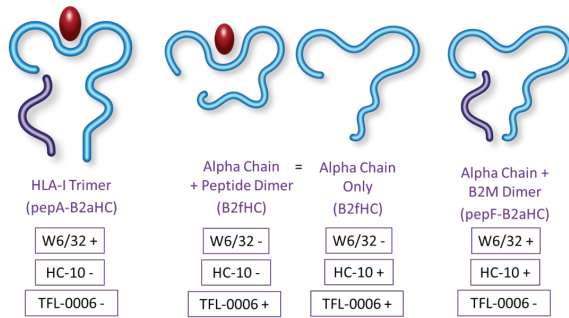 HLA-I Trimer
(pepA-B2aHC)
W6/32 +
HC-10 -
TFL-0006 -
Alpha Chain
+ Peptide Dimer
(B2fHC)
W6/32 -
HC-10 -
TFL-0006 +
=
Alpha Chain
Only
(B2fHC)
W6/32 -
HC-10 +
TFL-0006 +
Alpha Chain +
B2M Dimer
(pepF-B2aHC)
W6/32 +
HC-10 +
TFL-0006 -